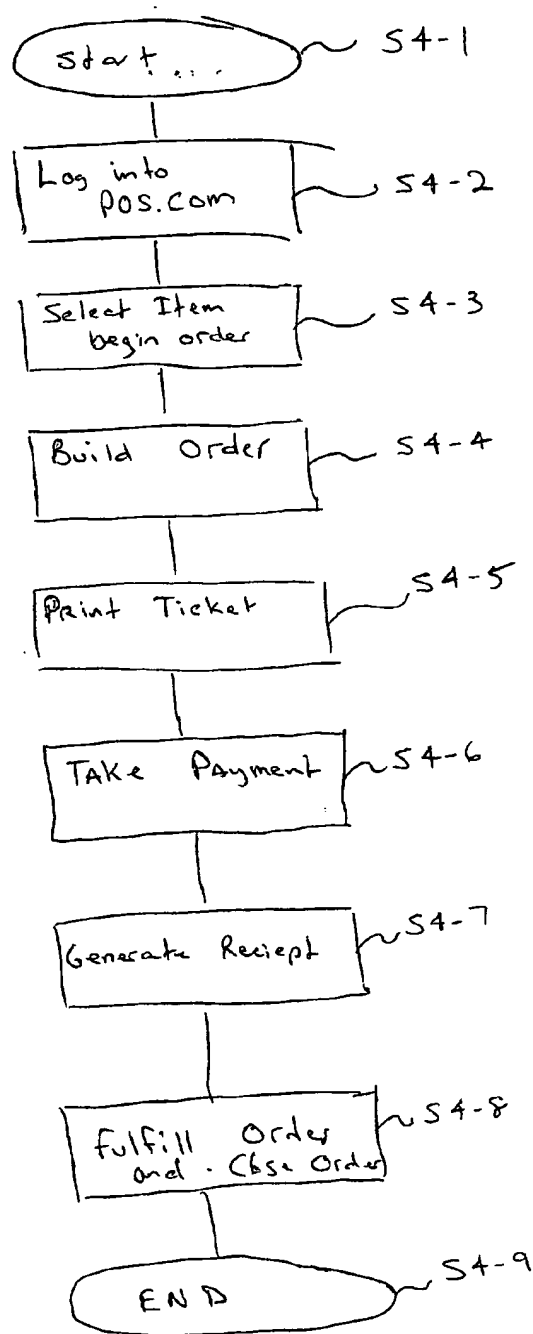 Start....
S4-1
Log into
POS.COM
S4-2
Select Item
begin order
S4-3
Build Order
S4-4
Print Ticket
S4-5
TAKe PAyment
S4-6
Generate Reciept
S4-7
fulfill Order
and . Close Order
S4-8
END
S4-9